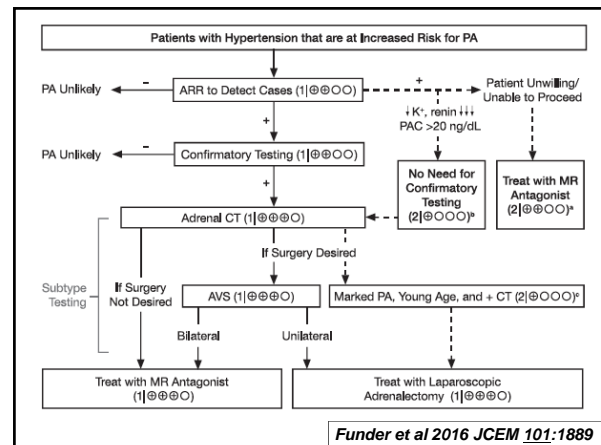 Patients with Hypertension that are at Increased Risk for PA
PA Unlikely
−
ARR to Detect Cases (1|⊕⊕○○)
+
Patient Unwilling/
Unable to Proceed
↓K⁺, renin ↓↓↓
PAC >20 ng/dL
+
PA Unlikely
−
Confirmatory Testing (1|⊕⊕○○)
No Need for
Confirmatory
Testing
(2|⊕○○○)ᵇ
Treat with MR
Antagonist
(2|⊕⊕○○)ᵃ
+
Adrenal CT (1|⊕⊕⊕○)
If Surgery Desired
Subtype
Testing
If Surgery
Not Desired
AVS (1|⊕⊕⊕○)
Marked PA, Young Age, and + CT (2|⊕○○○)ᶜ
Bilateral
Unilateral
Treat with MR Antagonist
(1|⊕⊕⊕○)
Treat with Laparoscopic
Adrenalectomy (1|⊕⊕⊕○)
Funder et al 2016 JCEM 101:1889